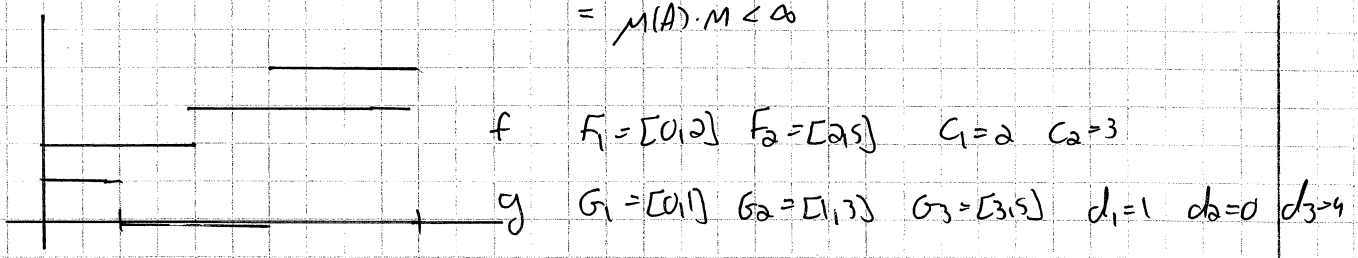 = μ(A)·M < ∞
f F₁ = [0,2] F₂ = [2,5] C₁ = 2 C₂ = 3
g G₁ = [0,1] G₂ = [1,3] G₃ = [3,5] d₁ = 1 d₂ = 0 d₃ = 4